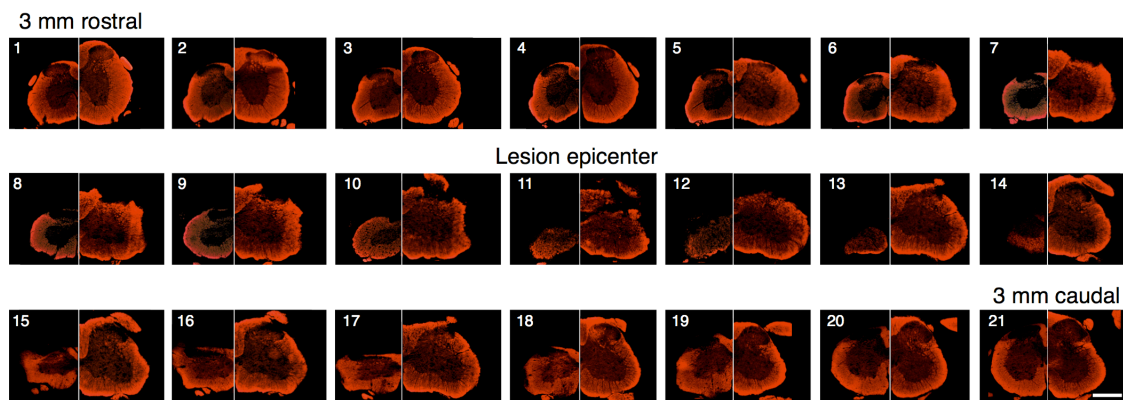 3 mm rostral
1 2 3 4 5 6 7
Lesion epicenter
8 9 10 11 12 13 14
3 mm caudal
15 16 17 18 19 20 21